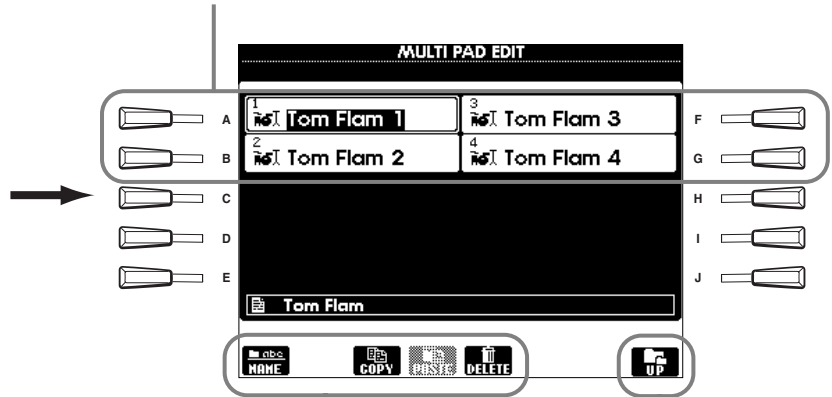 MULTI PAD EDIT
A 1 Tom Flam 1 3 Tom Flam 3 F
B 2 Tom Flam 2 4 Tom Flam 4 G
C H
D I
E J
Tom Flam
abc
NAME COPY PASTE DELETE UP